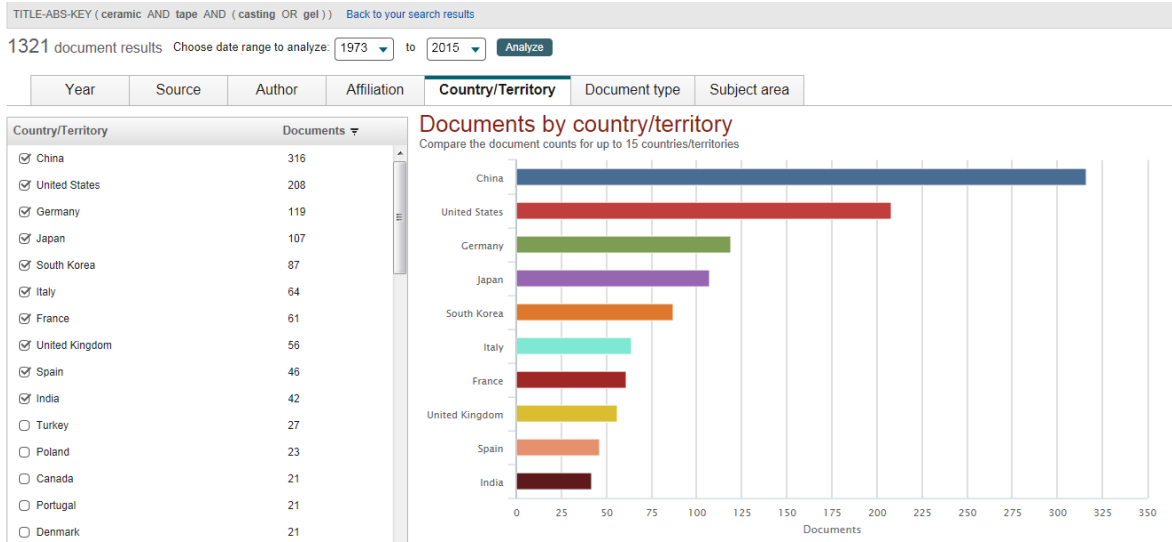 TITLE-ABS-KEY ( ceramic AND tape AND ( casting OR gel ) ) Back to your search results
1321 document results Choose date range to analyze: 1973 to 2015 Analyze
Year Source Author Affiliation Country/Territory Document type Subject area
Country/Territory Documents
China 316
United States 208
Germany 119
Japan 107
South Korea 87
Italy 64
France 61
United Kingdom 56
Spain 46
India 42
Turkey 27
Poland 23
Canada 21
Portugal 21
Denmark 21
Documents by country/territory
Compare the document counts for up to 15 countries/territories
China
United States
Germany
Japan
South Korea
Italy
France
United Kingdom
Spain
India
0 25 50 75 100 125 150 175 200 225 250 275 300 325 350
Documents